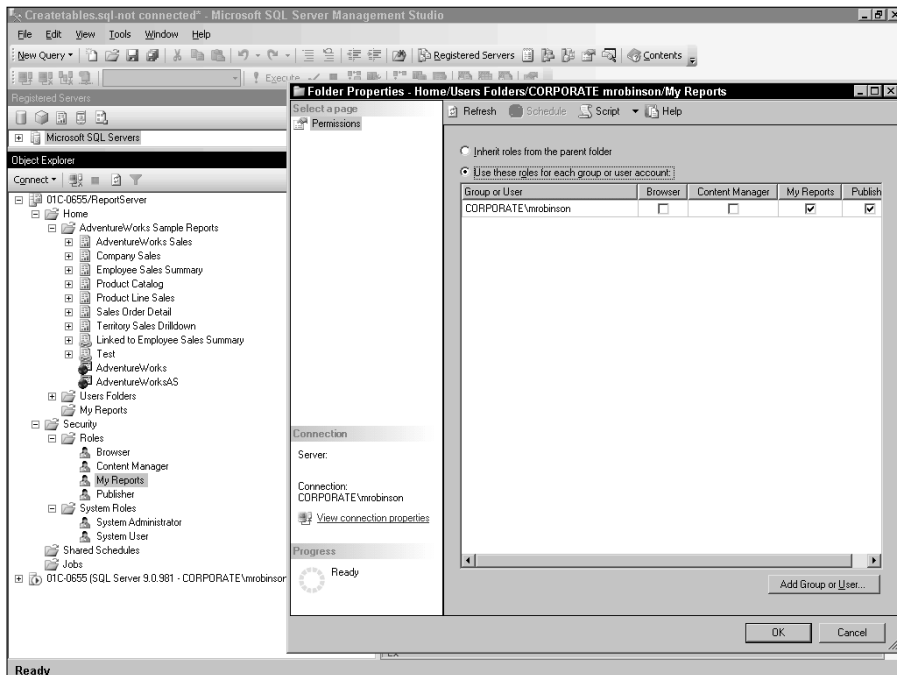 Createtables.sql-not connected* - Microsoft SQL Server Management Studio
File Edit View Tools Window Help
New Query Registered Servers Contents
Execute
Registered Servers
Microsoft SQL Servers
Object Explorer
Connect
01C-0655/ReportServer
Home
AdventureWorks Sample Reports
AdventureWorks Sales
Company Sales
Employee Sales Summary
Product Catalog
Product Line Sales
Sales Order Detail
Territory Sales Drilldown
Linked to Employee Sales Summary
Test
AdventureWorks
AdventureWorksAS
Users Folders
My Reports
Security
Roles
Browser
Content Manager
My Reports
Publisher
System Roles
System Administrator
System User
Shared Schedules
Jobs
01C-0655 (SQL Server 9.0.981 - CORPORATE\mrobinson
Ready
Folder Properties - Home/Users Folders/CORPORATE mrobinson/My Reports
Select a page
Permissions
Refresh Schedule Script Help
Inherit roles from the parent folder
Use these roles for each group or user account:
Group or User Browser Content Manager My Reports Publish
CORPORATE\mrobinson
Connection
Server:
Connection:
CORPORATE\mrobinson
View connection properties
Progress
Ready
Add Group or User...
OK Cancel